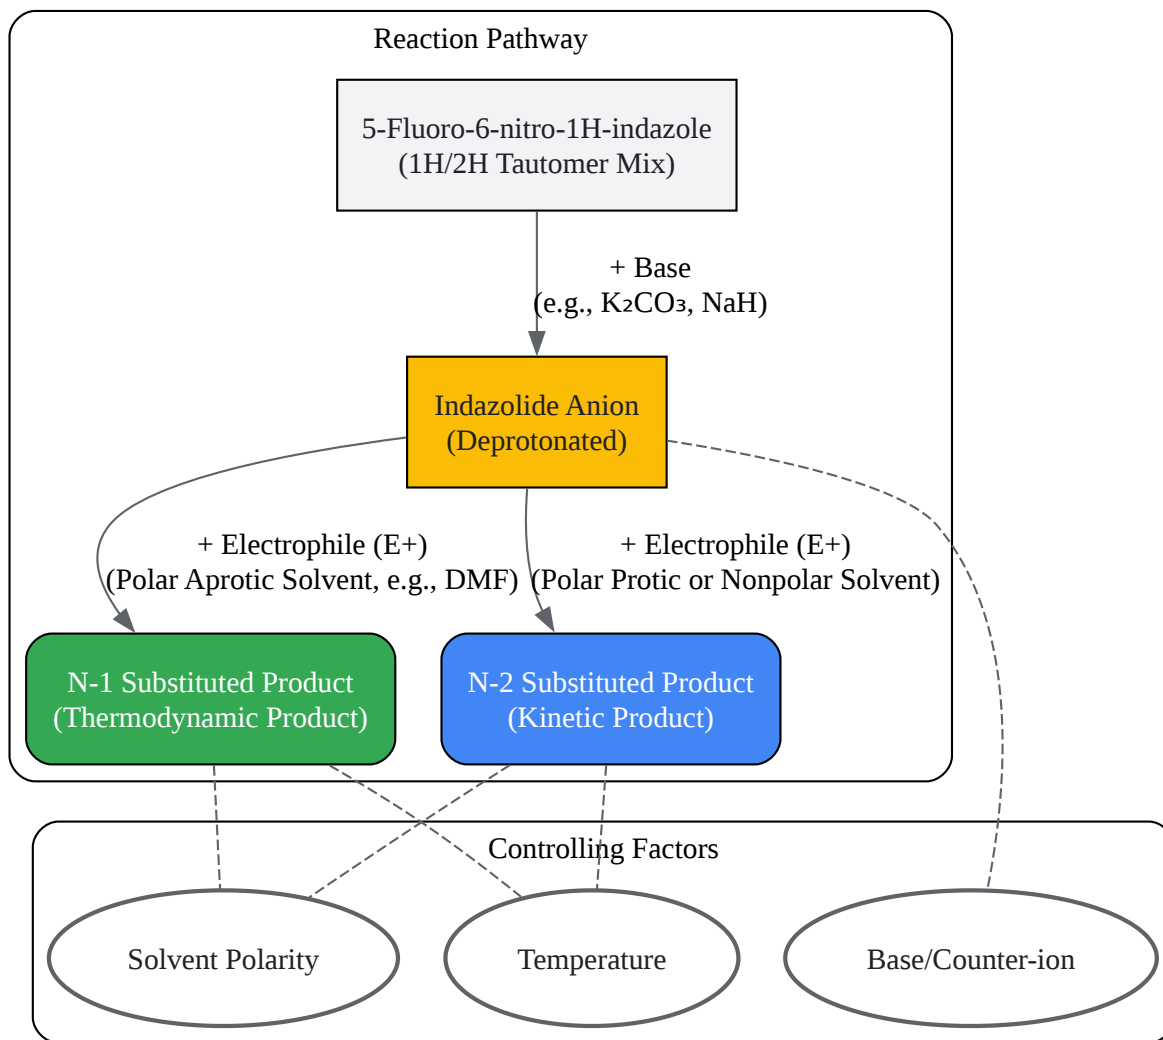 Reaction Pathway
5-Fluoro-6-nitro-1H-indazole
(1H/2H Tautomer Mix)
+ Base
(e.g., K₂CO₃, NaH)
Indazolide Anion
(Deprotonated)
+ Electrophile (E+)
(Polar Aprotic Solvent, e.g., DMF)
+ Electrophile (E+)
(Polar Protic or Nonpolar Solvent)
N-1 Substituted Product
(Thermodynamic Product)
N-2 Substituted Product
(Kinetic Product)
Controlling Factors
Solvent Polarity
Temperature
Base/Counter-ion